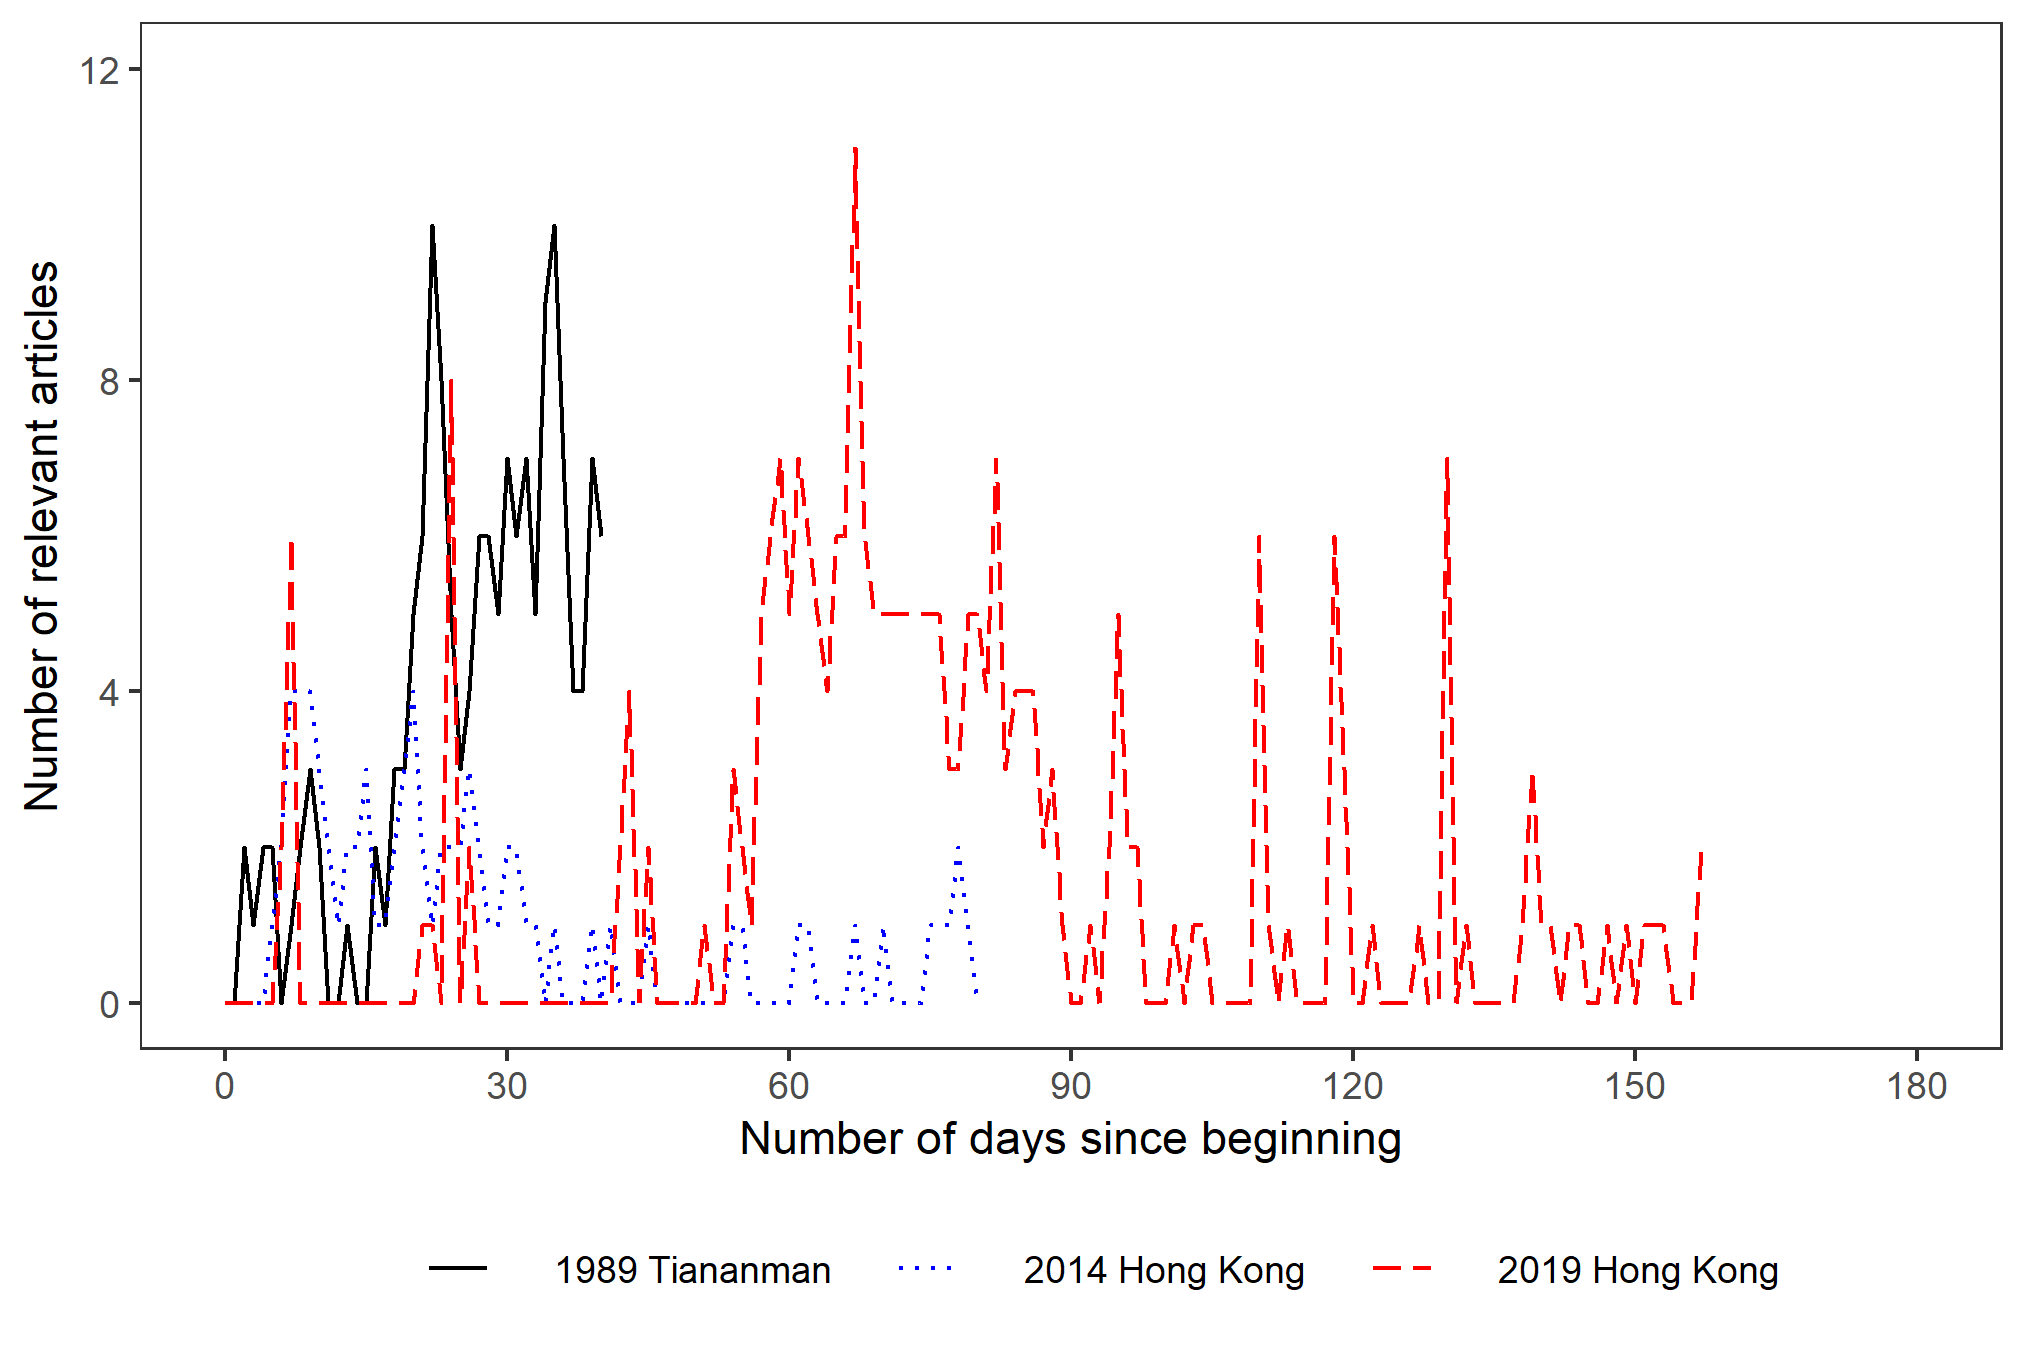 12
8
4
0
Number of relevant articles
0 30 60 90 120 150 180
Number of days since beginning
1989 Tiananman 2014 Hong Kong 2019 Hong Kong